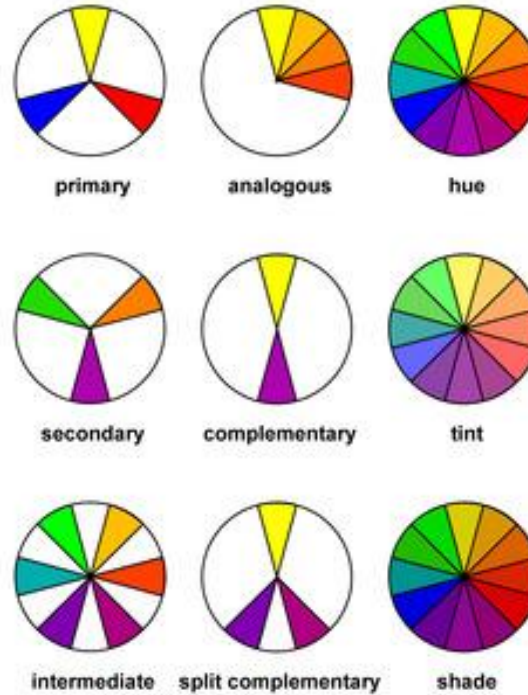 primary
analogous
hue
secondary
complementary
tint
intermediate
split complementary
shade